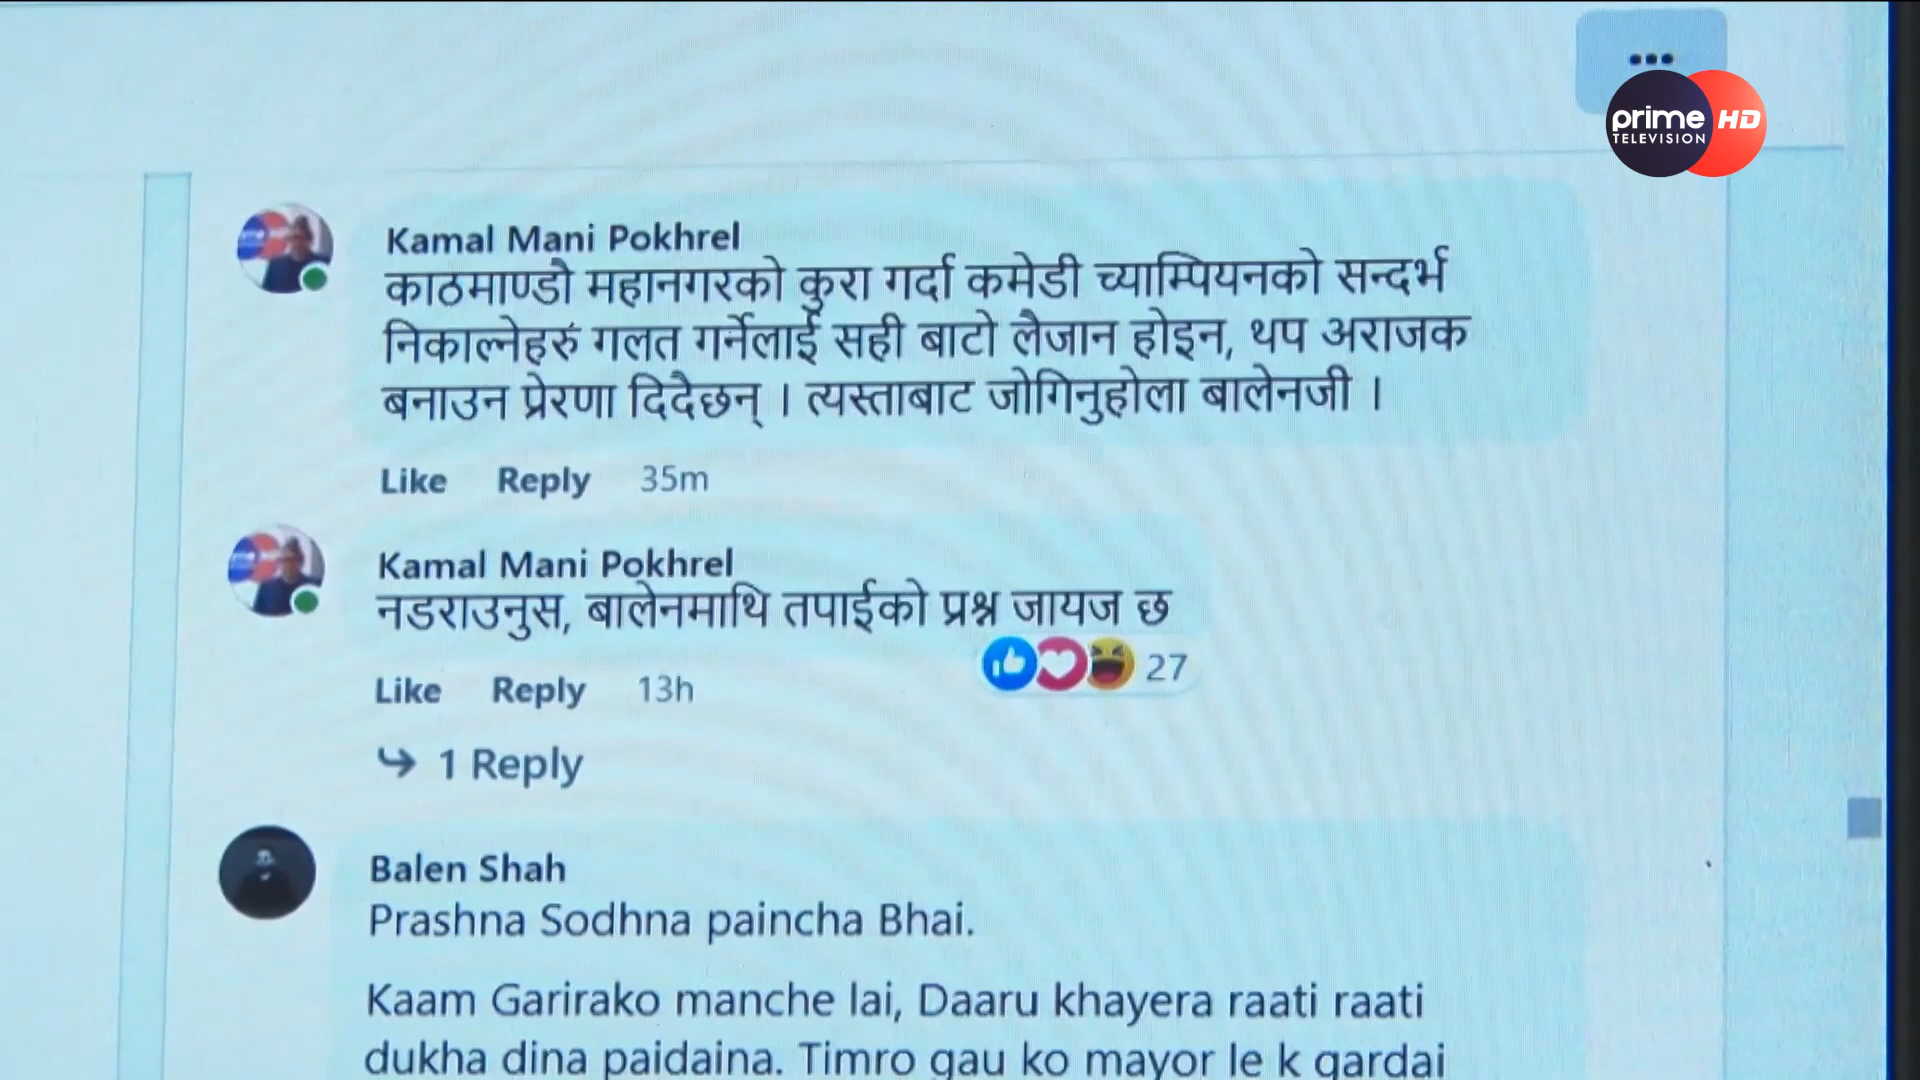 prime HD
TELEVISION
Kamal Mani Pokhrel
काठमाण्डौ महानगरको कुरा गर्दा कमेडी च्याम्पियनको सन्दर्भ
निकाल्नेहरुं गलत गर्नेलाई सही बाटो लैजान होइन, थप अराजक
बनाउन प्रेरणा दिदैछन् । त्यस्ताबाट जोगिनुहोला बालेनजी ।
Like Reply 35m
Kamal Mani Pokhrel
नडराउनुस, बालेनमाथि तपाईको प्रश्न जायज छ
27
Like Reply 13h
1 Reply
Balen Shah
Prashna Sodhna paincha Bhai.
Kaam Garirako manche lai, Daaru khayera raati raati
dukha dina paidaina. Timro gau ko mayor le k gardai